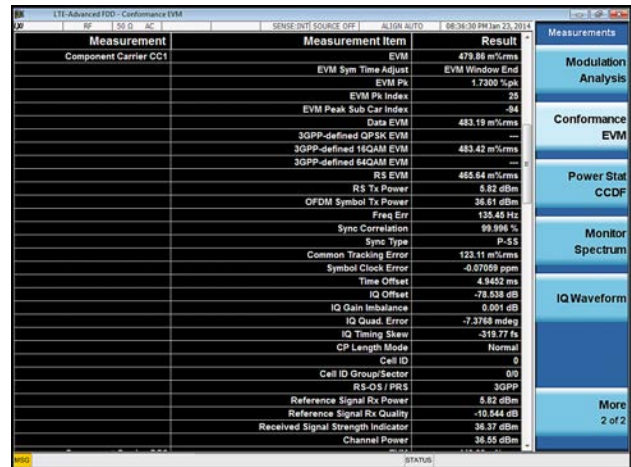 LTE-Advanced FDD - Conformance EVM
RF 50 Ω AC SENSE:INT SOURCE OFF ALIGN AUTO 08:36:30 PM Jan 23, 2014
Measurements
Measurement Measurement Item Result
Component Carrier CC1 EVM 479.86 m%rms
EVM Sym Time Adjust EVM Window End
EVM Pk 1.7300 %pk
EVM Pk Index 25
EVM Peak Sub Car Index -94
Data EVM 483.19 m%rms
3GPP-defined QPSK EVM ---
3GPP-defined 16QAM EVM 483.42 m%rms
3GPP-defined 64QAM EVM ---
RS EVM 465.64 m%rms
RS Tx Power 5.82 dBm
OFDM Symbol Tx Power 36.61 dBm
Freq Err 135.45 Hz
Sync Correlation 99.996 %
Sync Type P-SS
Common Tracking Error 123.11 m%rms
Symbol Clock Error -0.07059 ppm
Time Offset 4.9452 ms
IQ Offset -78.538 dB
IQ Gain Imbalance 0.001 dB
IQ Quad. Error -7.3768 mdeg
IQ Timing Skew -319.77 fs
CP Length Mode Normal
Cell ID 0
Cell ID Group/Sector 0/0
RS-OS / PRS 3GPP
Reference Signal Rx Power 5.82 dBm
Reference Signal Rx Quality -10.544 dB
Received Signal Strength Indicator 36.37 dBm
Channel Power 36.55 dBm
Modulation
Analysis
Conformance
EVM
Power Stat
CCDF
Monitor
Spectrum
IQ Waveform
More
2 of 2
MSG STATUS